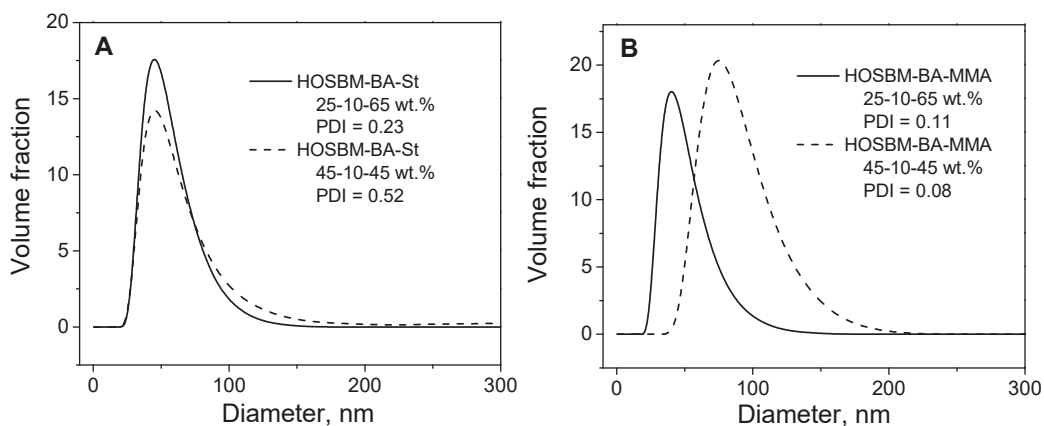 A
HOSBM-BA-St
25-10-65 wt.%
PDI = 0.23
HOSBM-BA-St
45-10-45 wt.%
PDI = 0.52
20
15
10
5
0
Volume fraction
0
100
200
300
Diameter, nm
B
HOSBM-BA-MMA
25-10-65 wt.%
PDI = 0.11
HOSBM-BA-MMA
45-10-45 wt.%
PDI = 0.08
20
15
10
5
0
Volume fraction
0
100
200
300
Diameter, nm